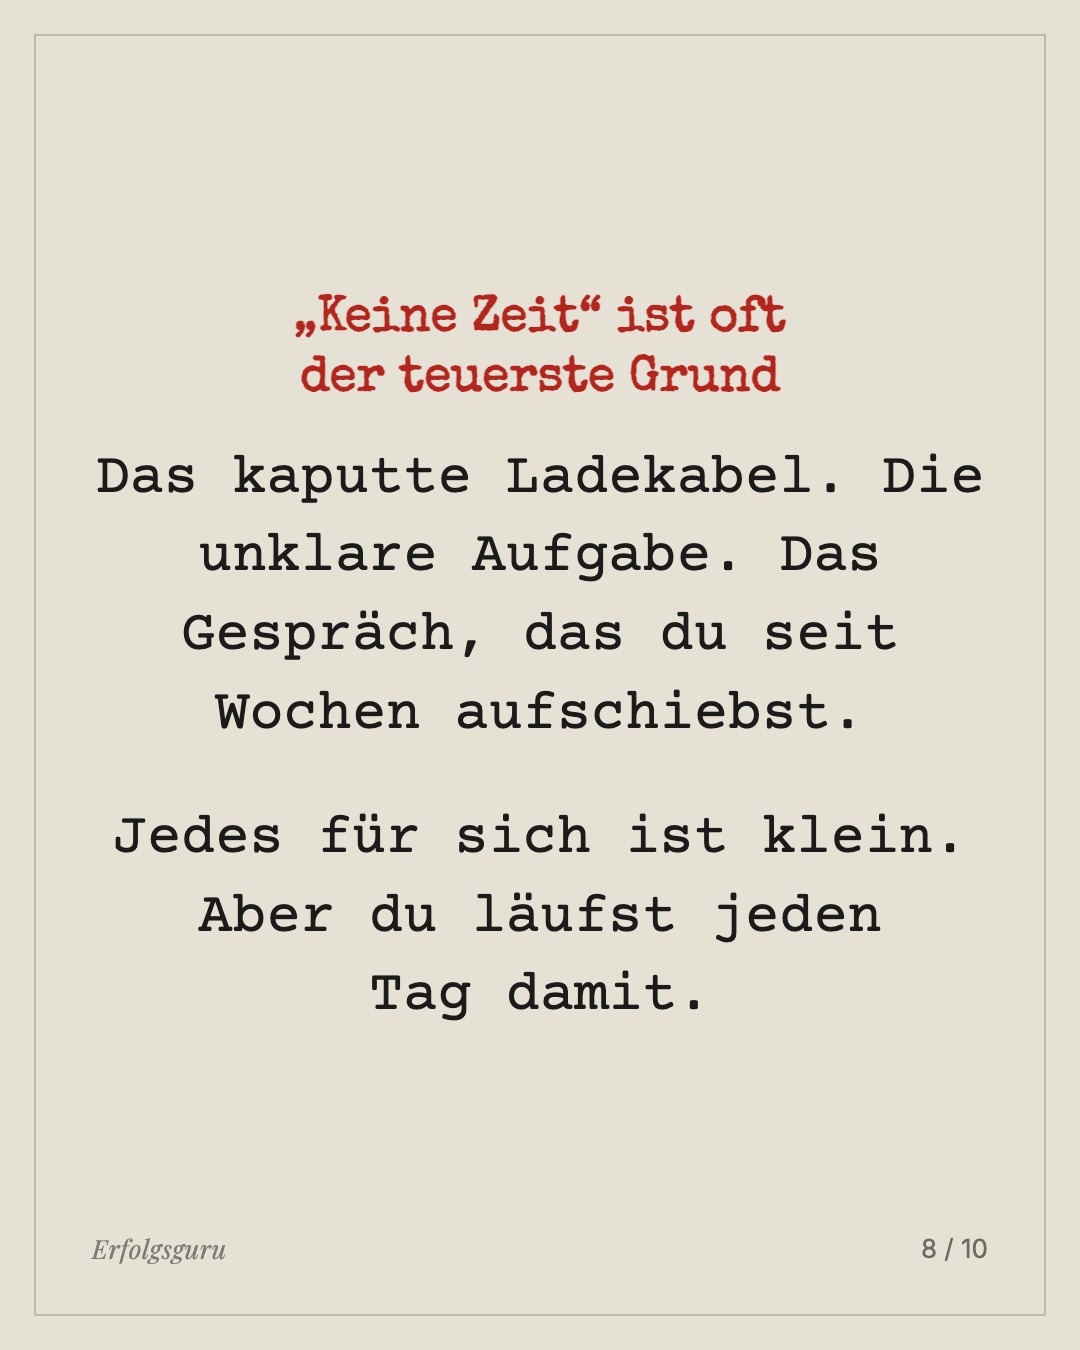 „Keine Zeit“ ist oft
der teuerste Grund
Das kaputte Ladekabel. Die
unklare Aufgabe. Das
Gespräch, das du seit
Wochen aufschiebst.
Jedes für sich ist klein.
Aber du läufst jeden
Tag damit.
Erfolgsguru
8 / 10